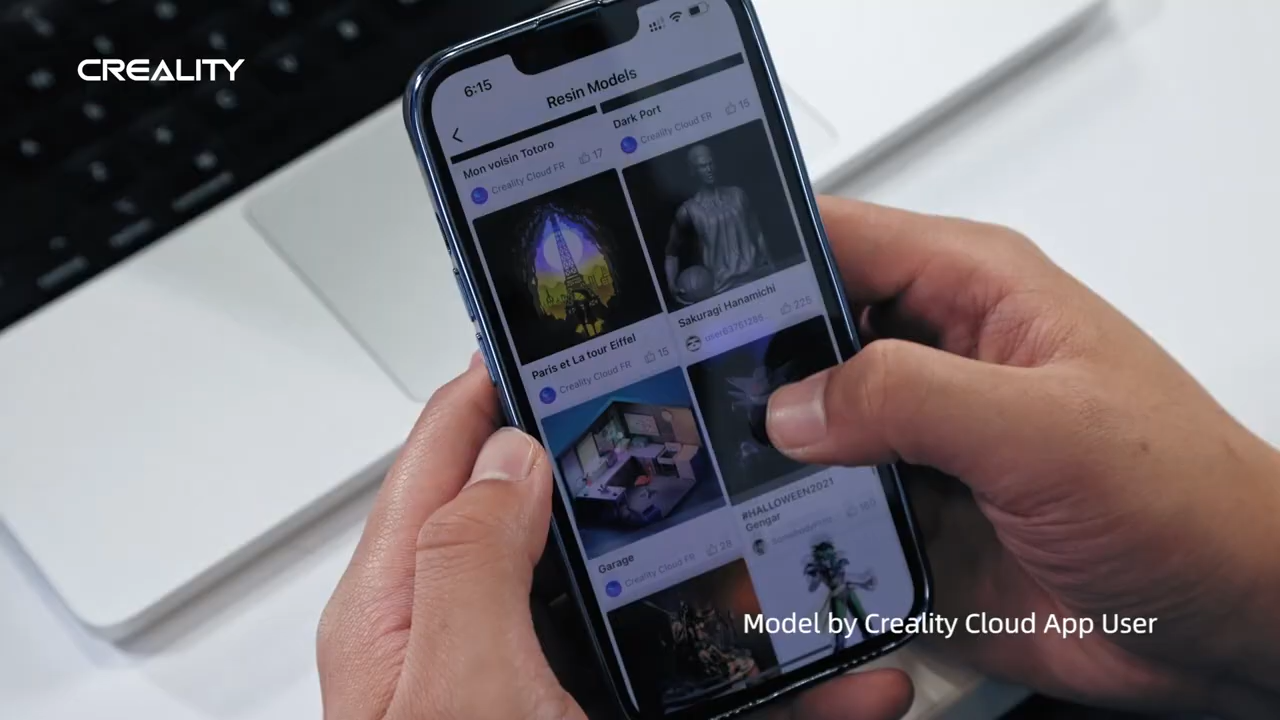 CREALITY
6:15
Resin Models
Mon voisin Totoro
Creality Cloud FR 17
Dark Port
Creality Cloud FR 15
Paris et La tour Eiffel
Creality Cloud FR 15
Sakuragi Hanamichi
225
Garage
Creality Cloud FR 28
#HALLOWEEN2021
Gengar
Model by Creality Cloud App User